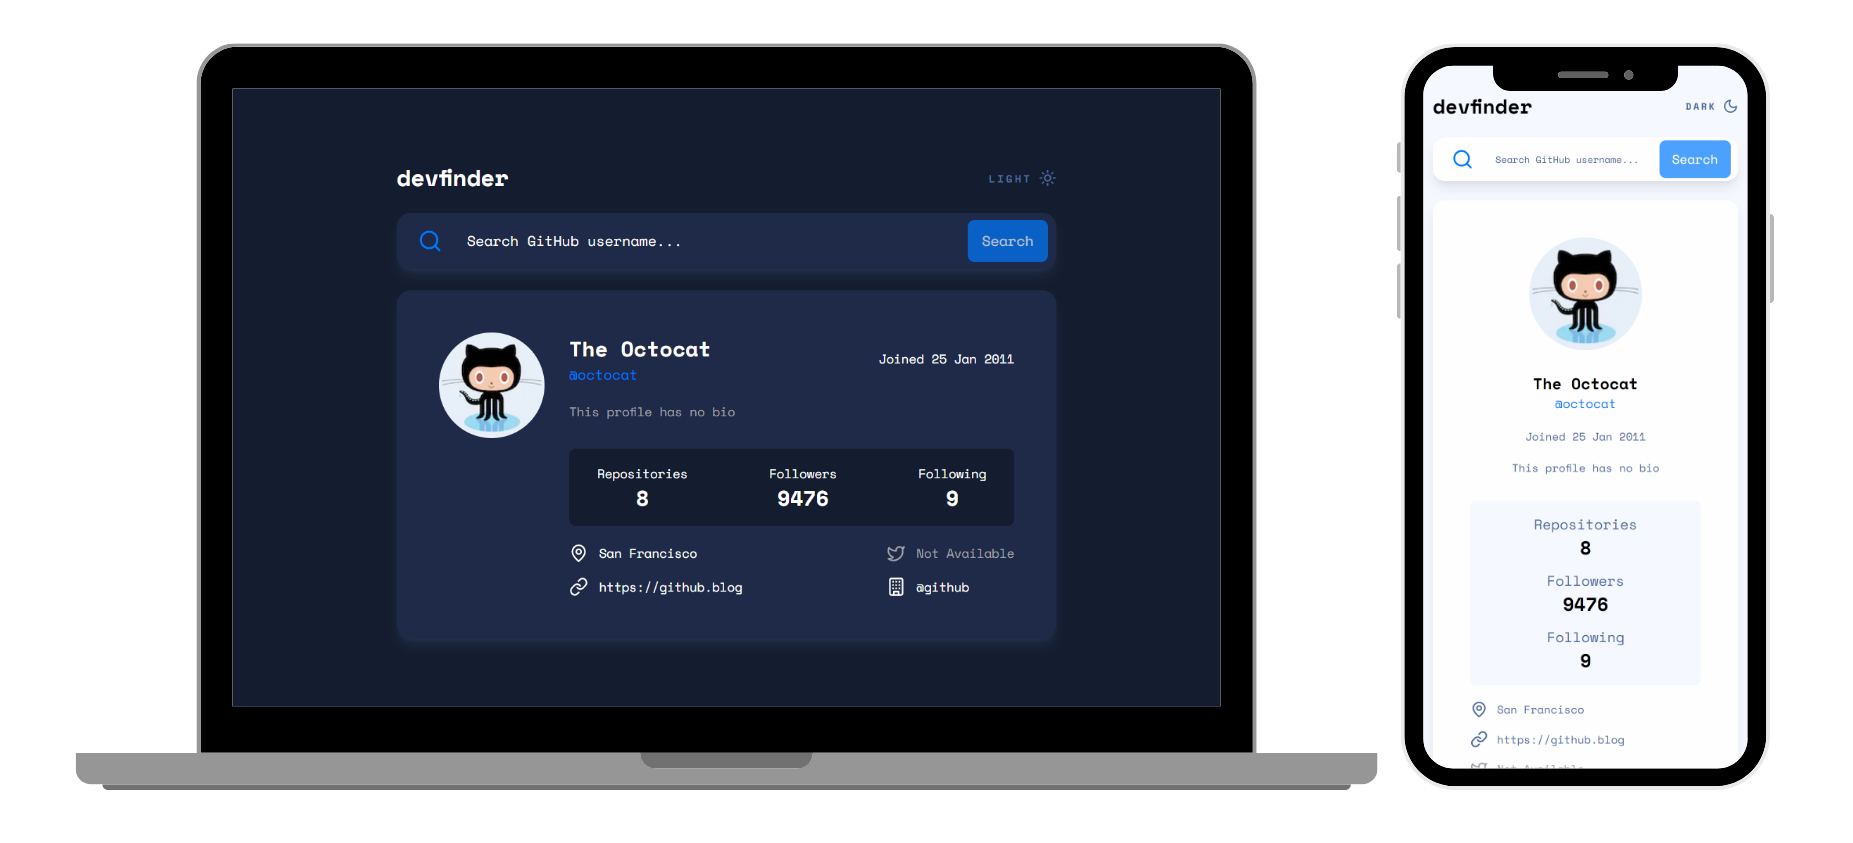 devfinder
LIGHT
Search GitHub username...
Search
The Octocat
Joined 25 Jan 2011
@octocat
This profile has no bio
Repositories Followers Following
8 9476 9
San Francisco Not Available
https://github.blog @github
devfinder DARK
Search GitHub username... Search
The Octocat
@octocat
Joined 25 Jan 2011
This profile has no bio
Repositories
8
Followers
9476
Following
9
San Francisco
https://github.blog